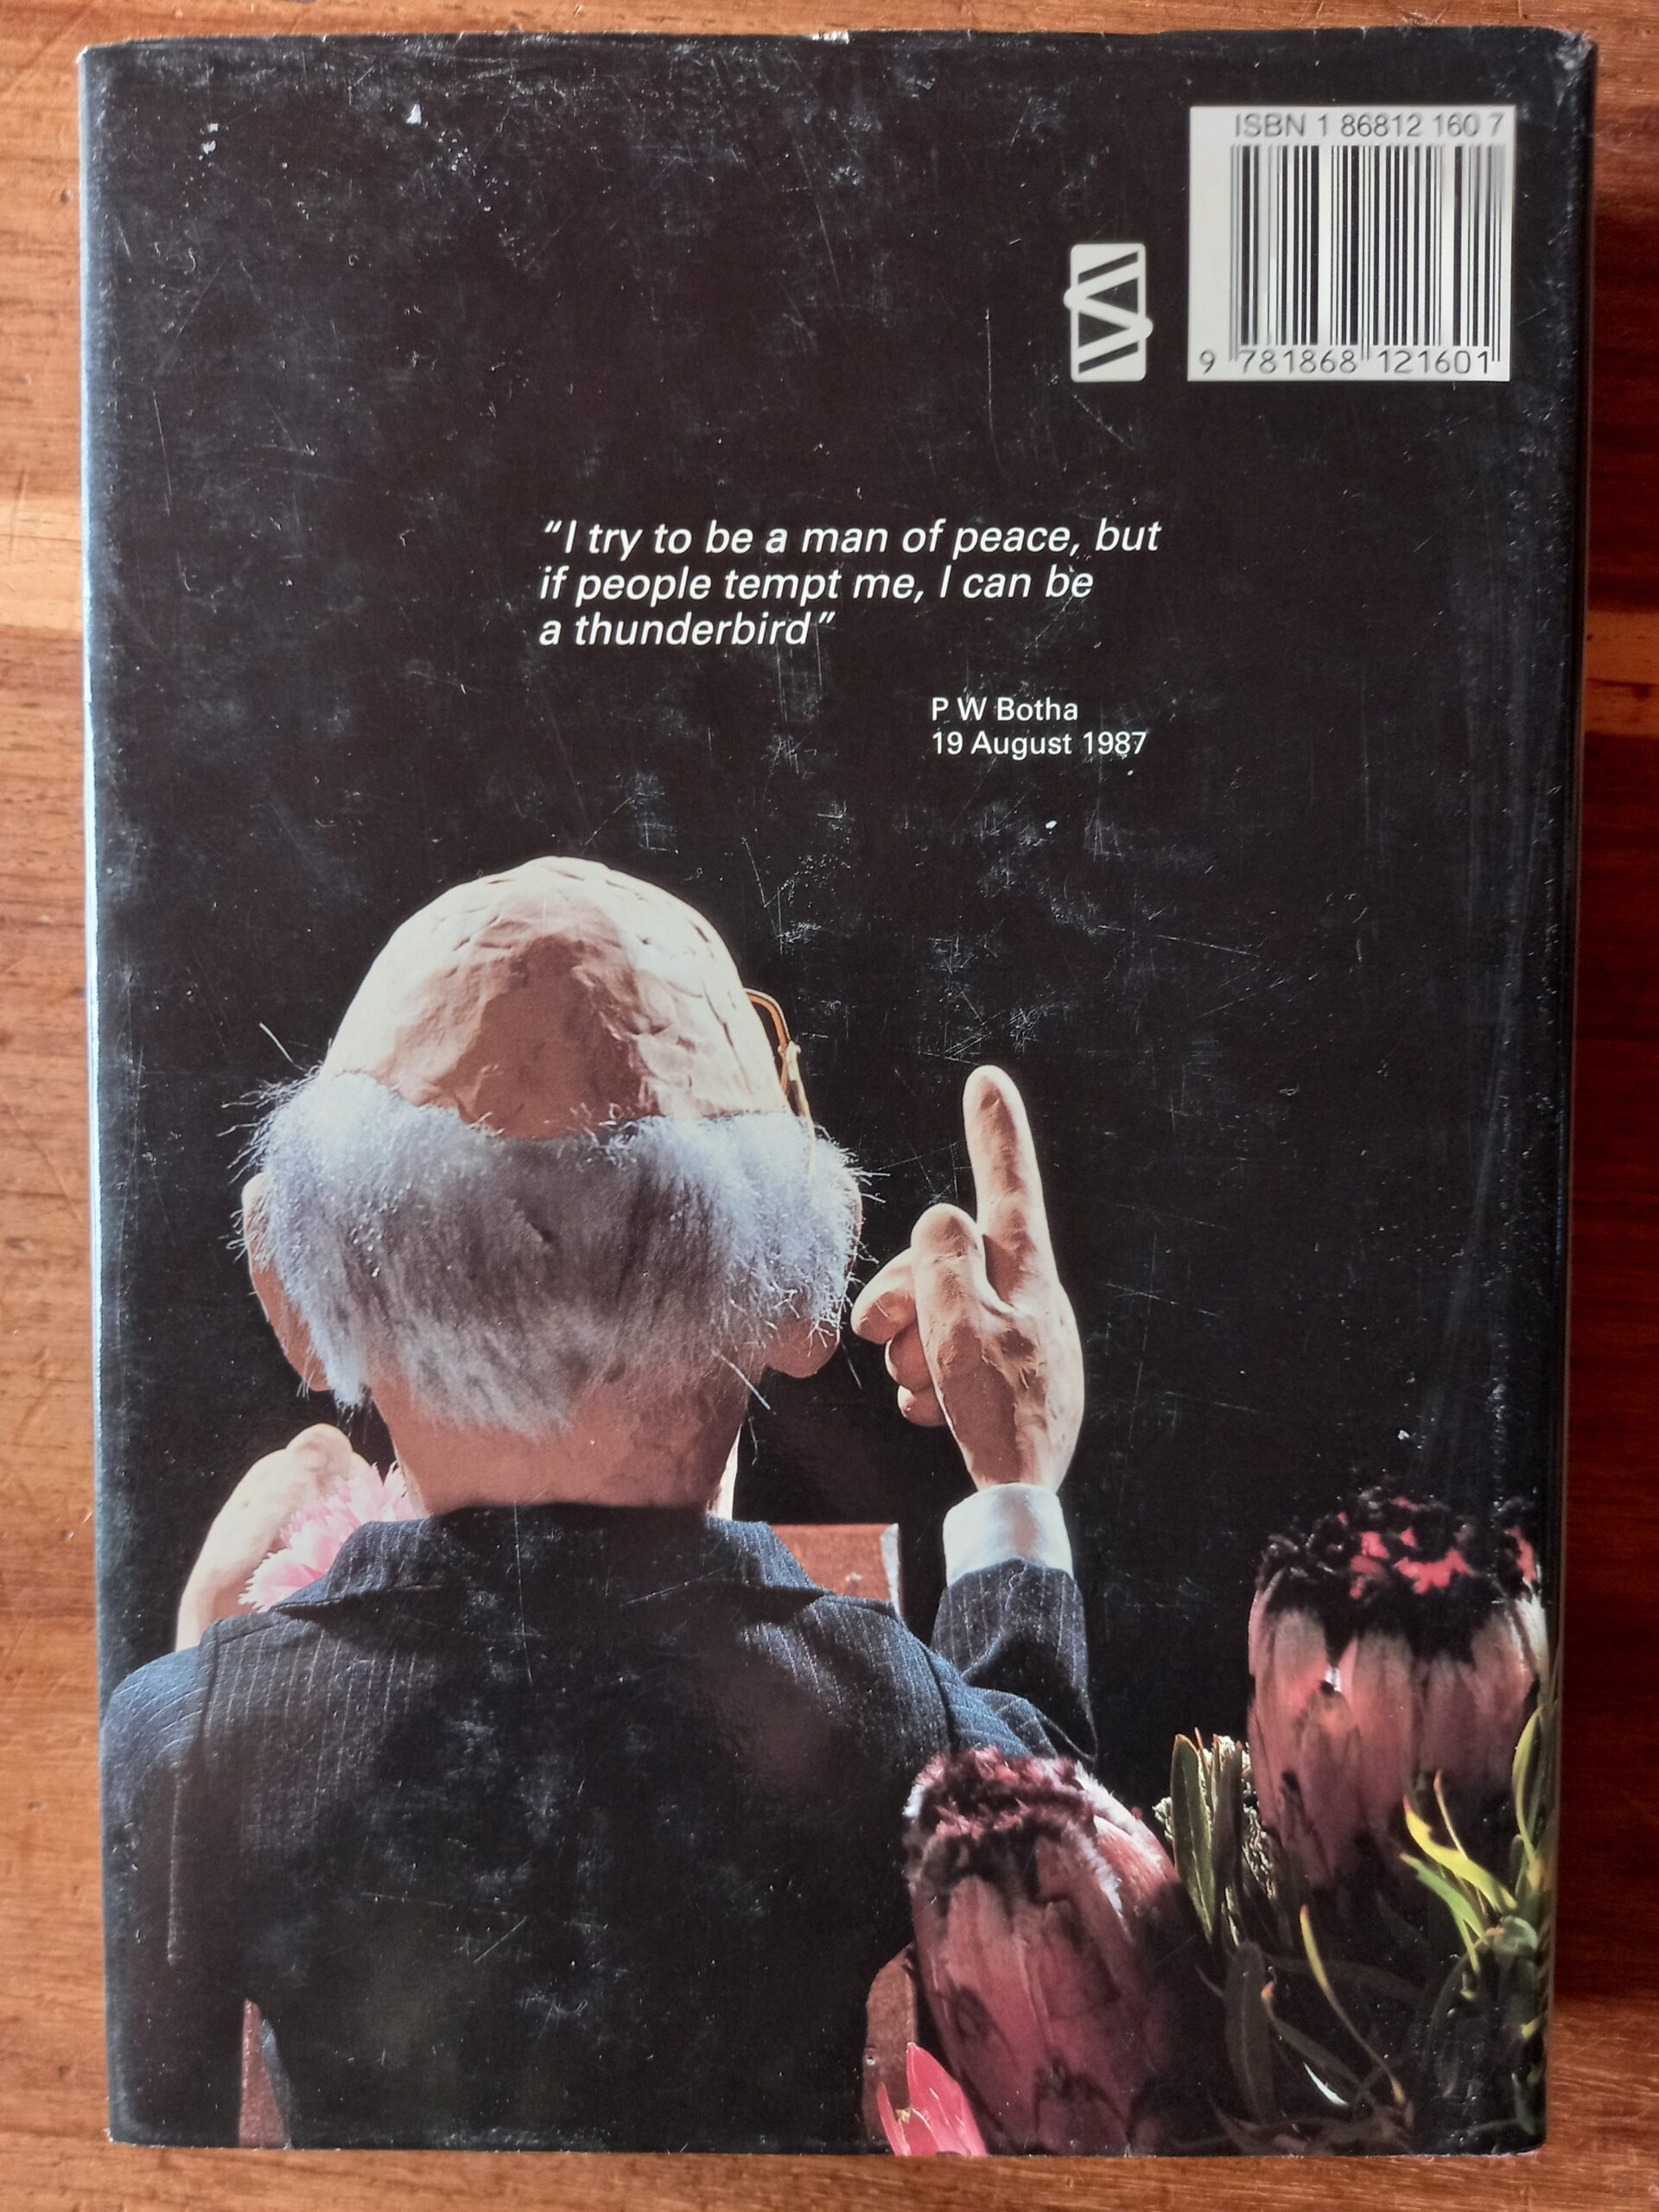 ISBN 1 86812 160 7
9 781868 121601
“I try to be a man of peace, but
if people tempt me, I can be
a thunderbird”
P W Botha
19 August 1987